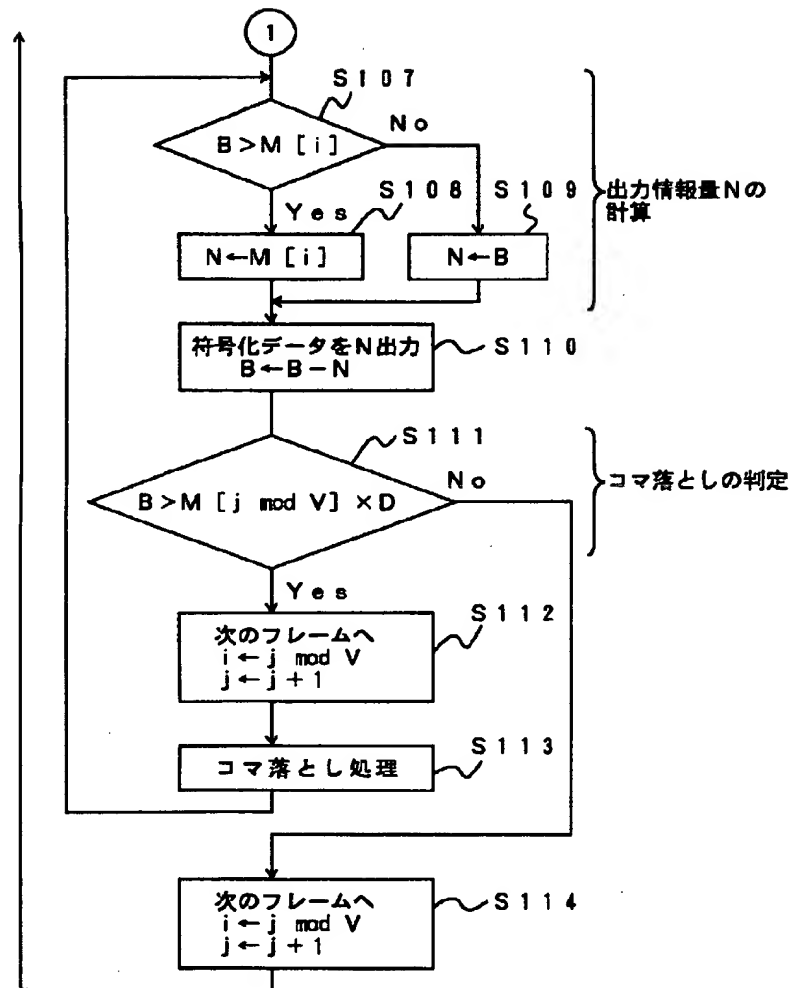 1
S107
B>M [i]
No
S108
S109
Yes
N←M [i]
N←B
出力情報量Nの
計算
符号化データをN出力
B←B−N
S110
S111
B>M [j mod V]×D
No
コマ落としの判定
Yes
S112
次のフレームへ
i← j mod V
j← j+1
S113
コマ落とし処理
次のフレームへ
i← j mod V
j← j+1
S114